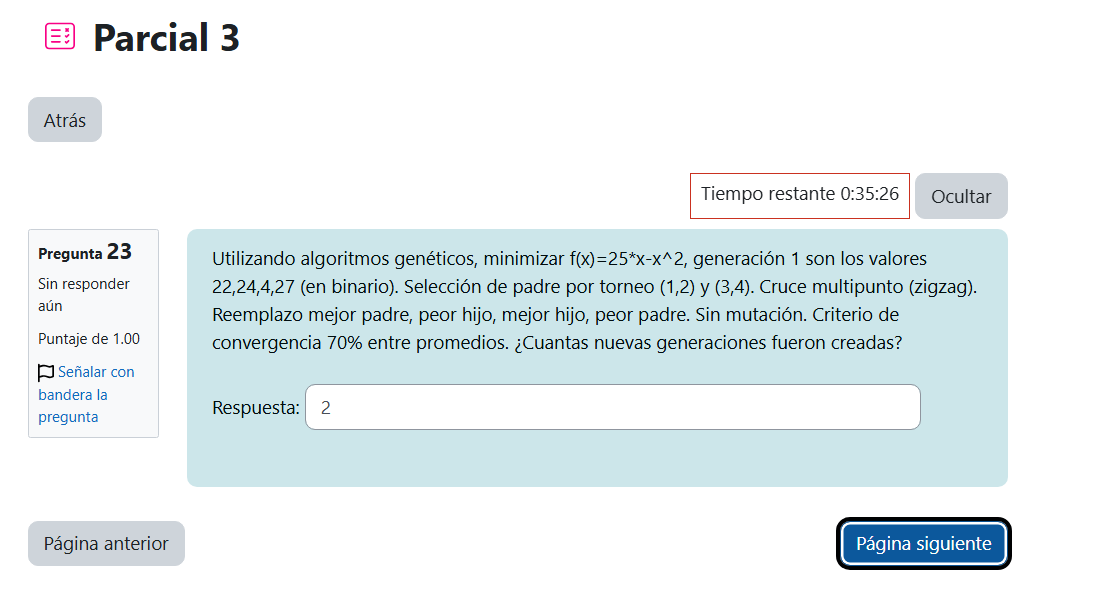 Parcial 3
Atrás
Tiempo restante 0:35:26
Ocultar
Pregunta 23
Sin responder
aún
Puntaje de 1.00
Señalar con
bandera la
pregunta
Utilizando algoritmos genéticos, minimizar f(x)=25*x-x^2, generación 1 son los valores
22,24,4,27 (en binario). Selección de padre por torneo (1,2) y (3,4). Cruce multipunto (zigzag).
Reemplazo mejor padre, peor hijo, mejor hijo, peor padre. Sin mutación. Criterio de
convergencia 70% entre promedios. ¿Cuantas nuevas generaciones fueron creadas?
Respuesta: 2
Página anterior
Página siguiente